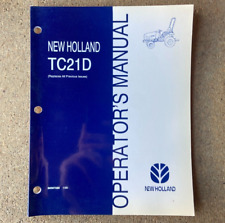 NEW HOLLAND
TC21D
(Replaces All Previous Issues)
OPERATOR'S MANUAL
NEW HOLLAND